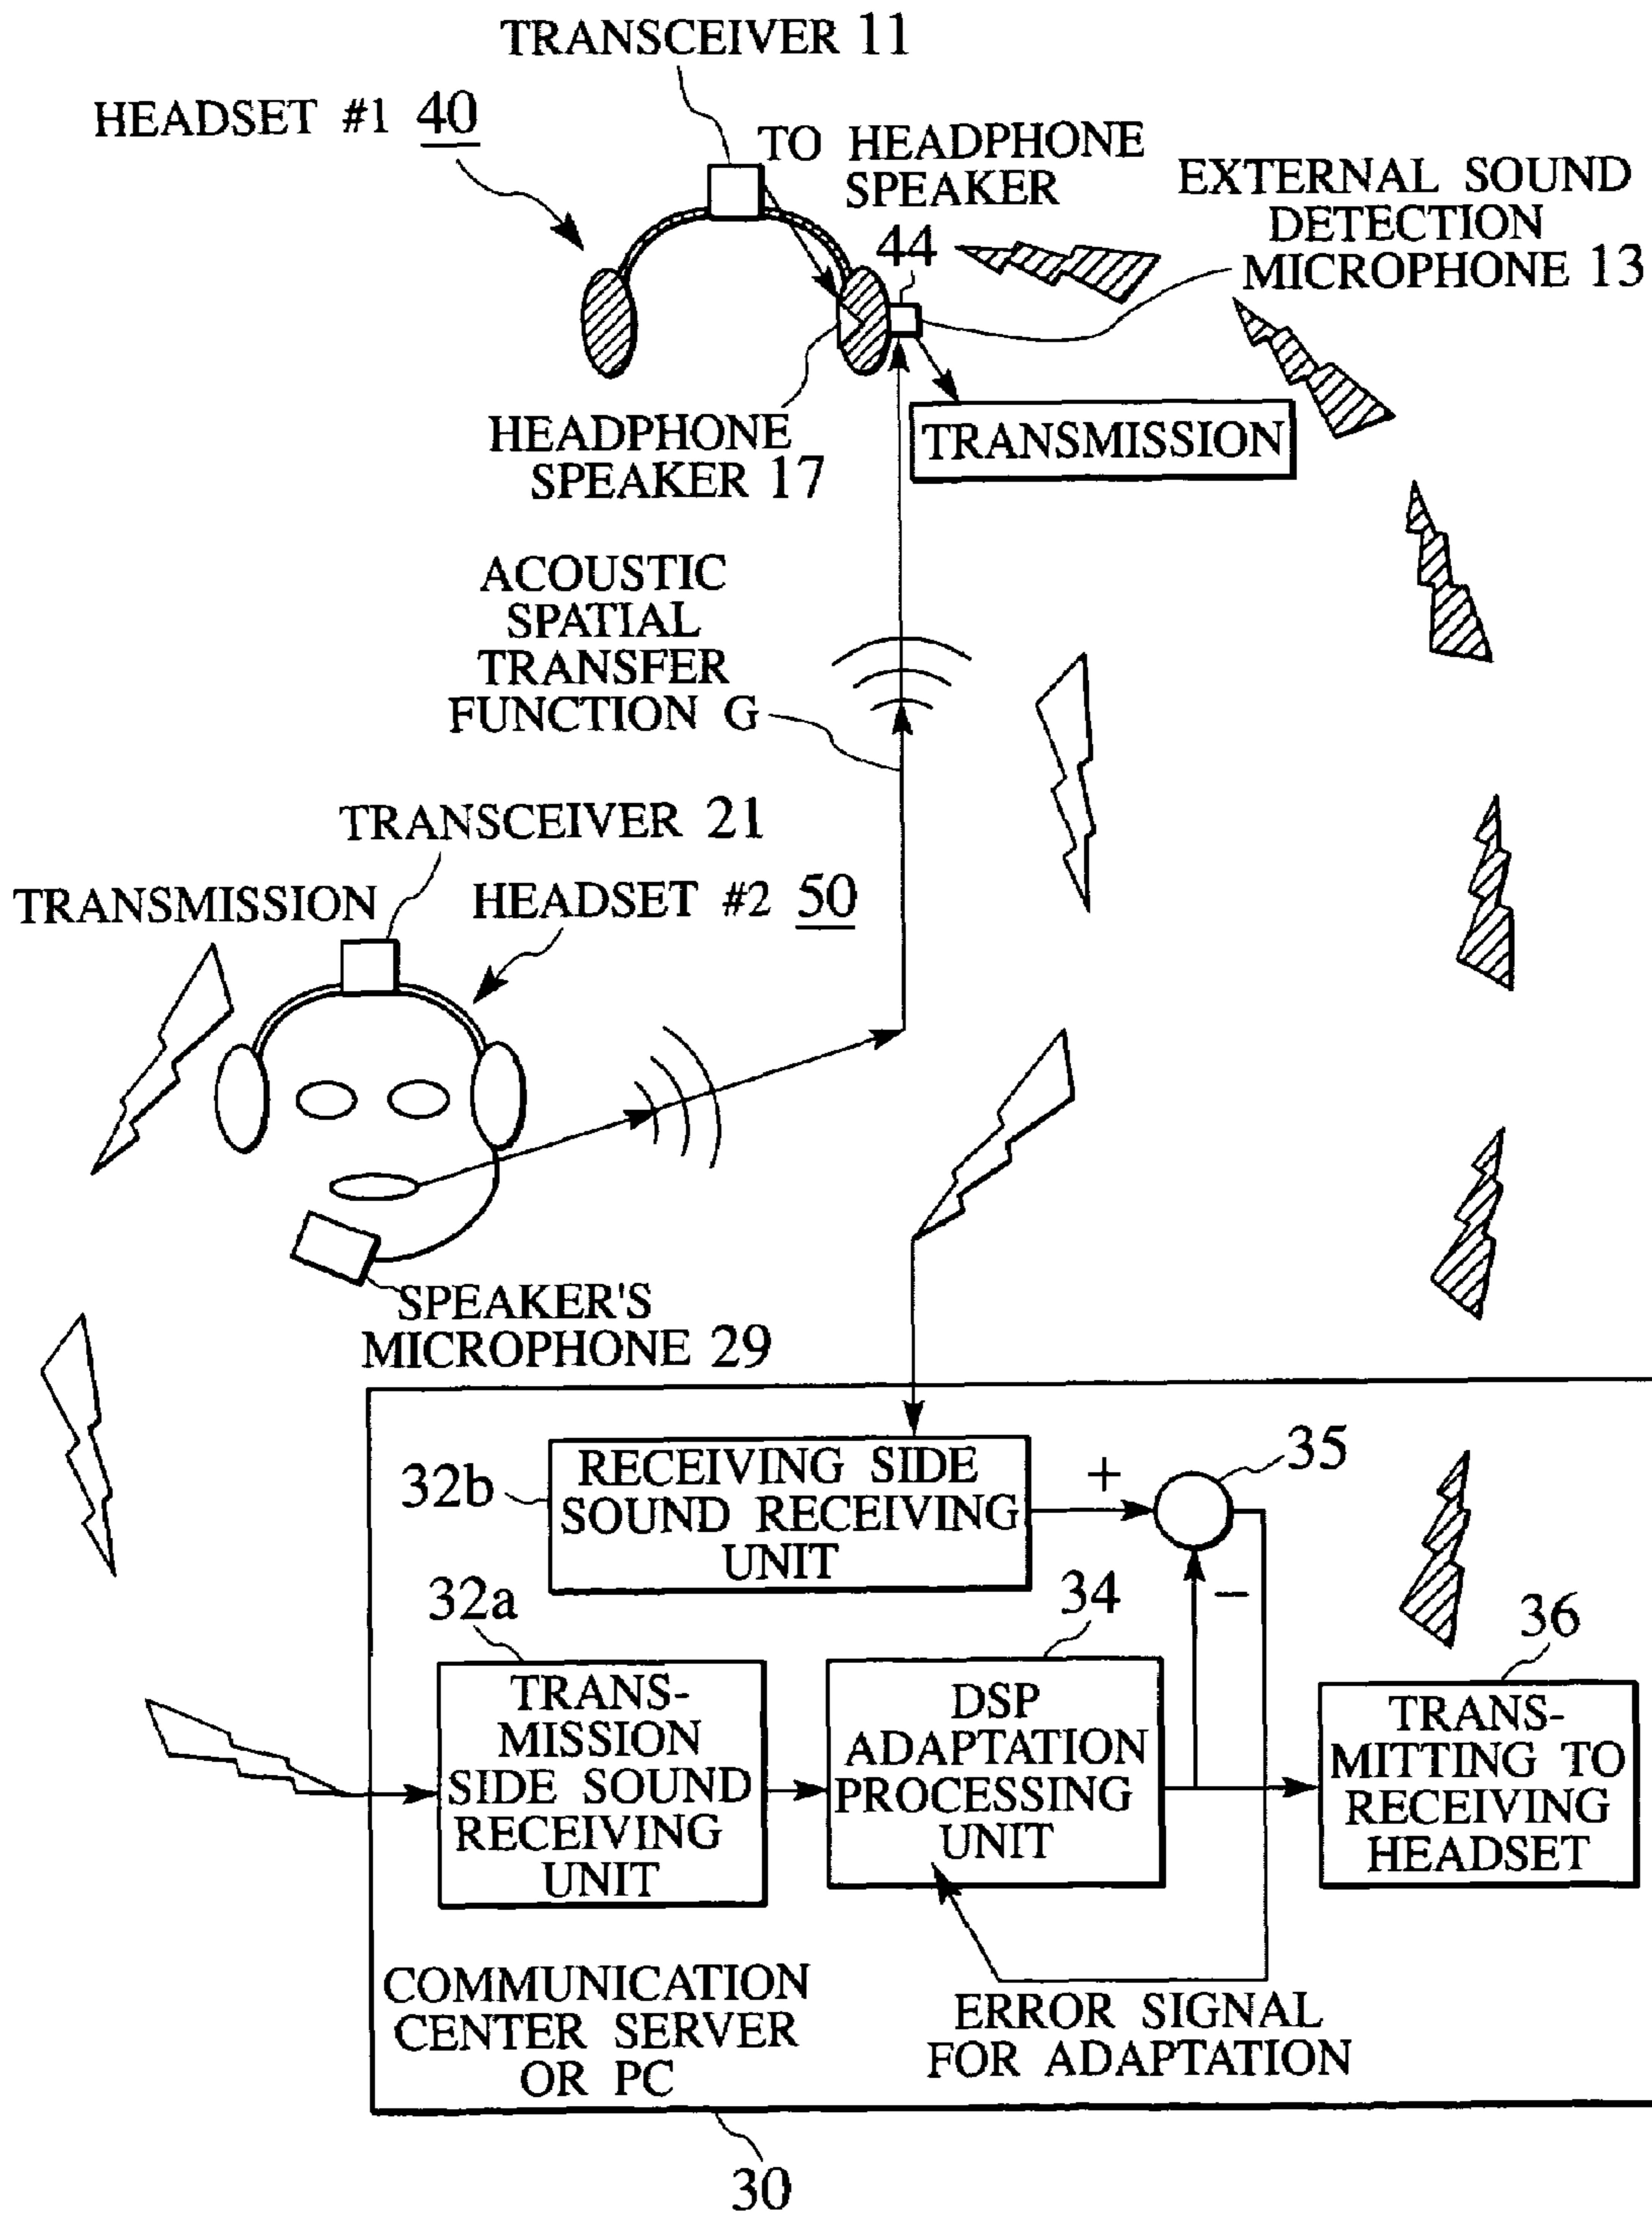 TRANSCEIVER 11
HEADSET #1 40
TO HEADPHONE
SPEAKER
EXTERNAL SOUND
DETECTION
MICROPHONE 13
44
HEADPHONE
SPEAKER 17
TRANSMISSION
ACOUSTIC
SPATIAL
TRANSFER
FUNCTION G
TRANSCEIVER 21
TRANSMISSION
HEADSET #2 50
SPEAKER'S
MICROPHONE 29
32b
RECEIVING SIDE
SOUND RECEIVING
UNIT
+
35
−
32a
TRANS-
MISSION
SIDE SOUND
RECEIVING
UNIT
34
DSP
ADAPTATION
PROCESSING
UNIT
36
TRANS-
MITTING TO
RECEIVING
HEADSET
COMMUNICATION
CENTER SERVER
OR PC
ERROR SIGNAL
FOR ADAPTATION
30